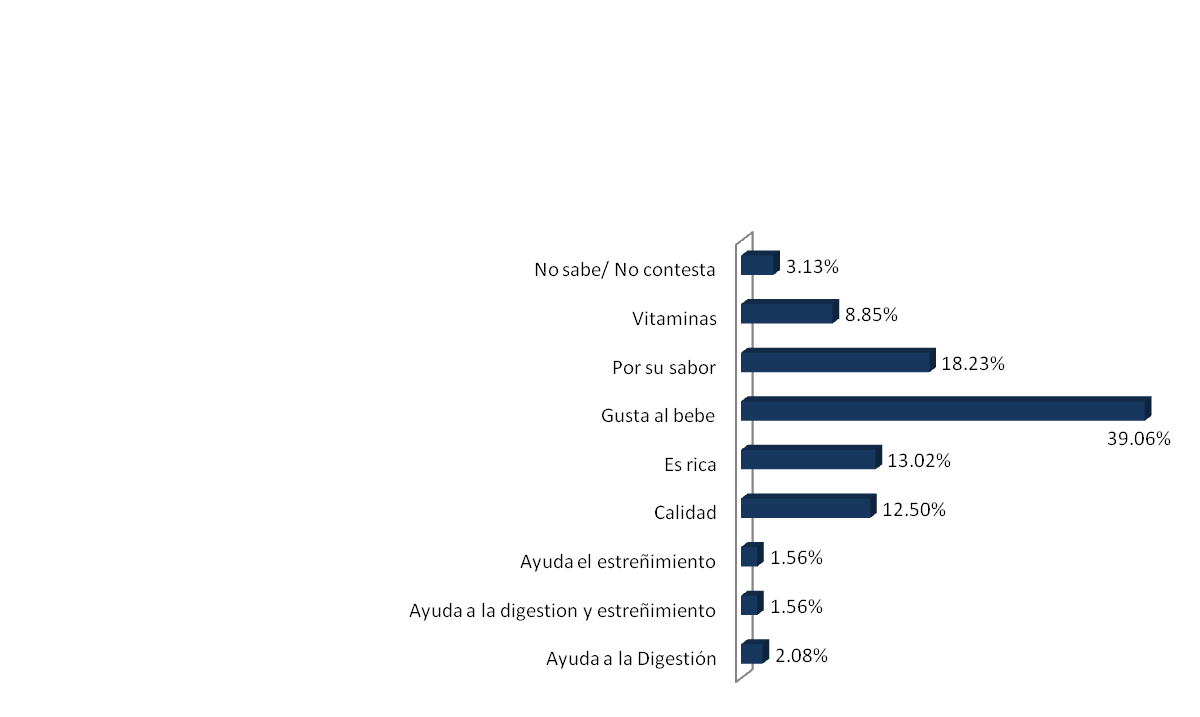 No sabe/ No contesta 3.13%
Vitaminas 8.85%
Por su sabor 18.23%
Gusta al bebe
39.06%
Es rica 13.02%
Calidad 12.50%
Ayuda el estreñimiento 1.56%
Ayuda a la digestion y estreñimiento 1.56%
Ayuda a la Digestión 2.08%